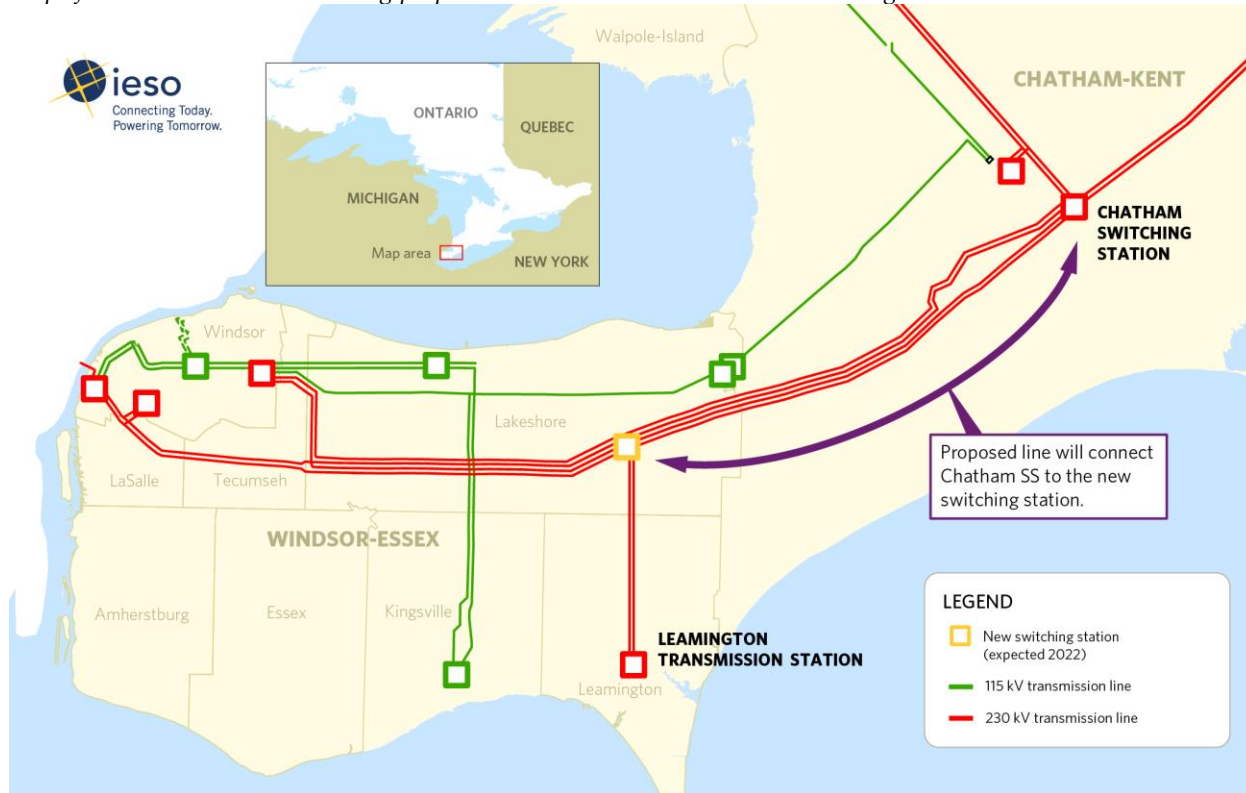 ieso
Connecting Today.
Powering Tomorrow.
ONTARIO
QUEBEC
MICHIGAN
Map area
NEW YORK
Walpole-Island
CHATHAM-KENT
CHATHAM
SWITCHING
STATION
Windsor
Lakeshore
LaSalle
Tecumseh
Proposed line will connect
Chatham SS to the new
switching station.
WINDSOR-ESSEX
Amherstburg
Essex
Kingsville
LEAMINGTON
TRANSMISSION STATION
Leamington
LEGEND
New switching station
(expected 2022)
115 kV transmission line
230 kV transmission line